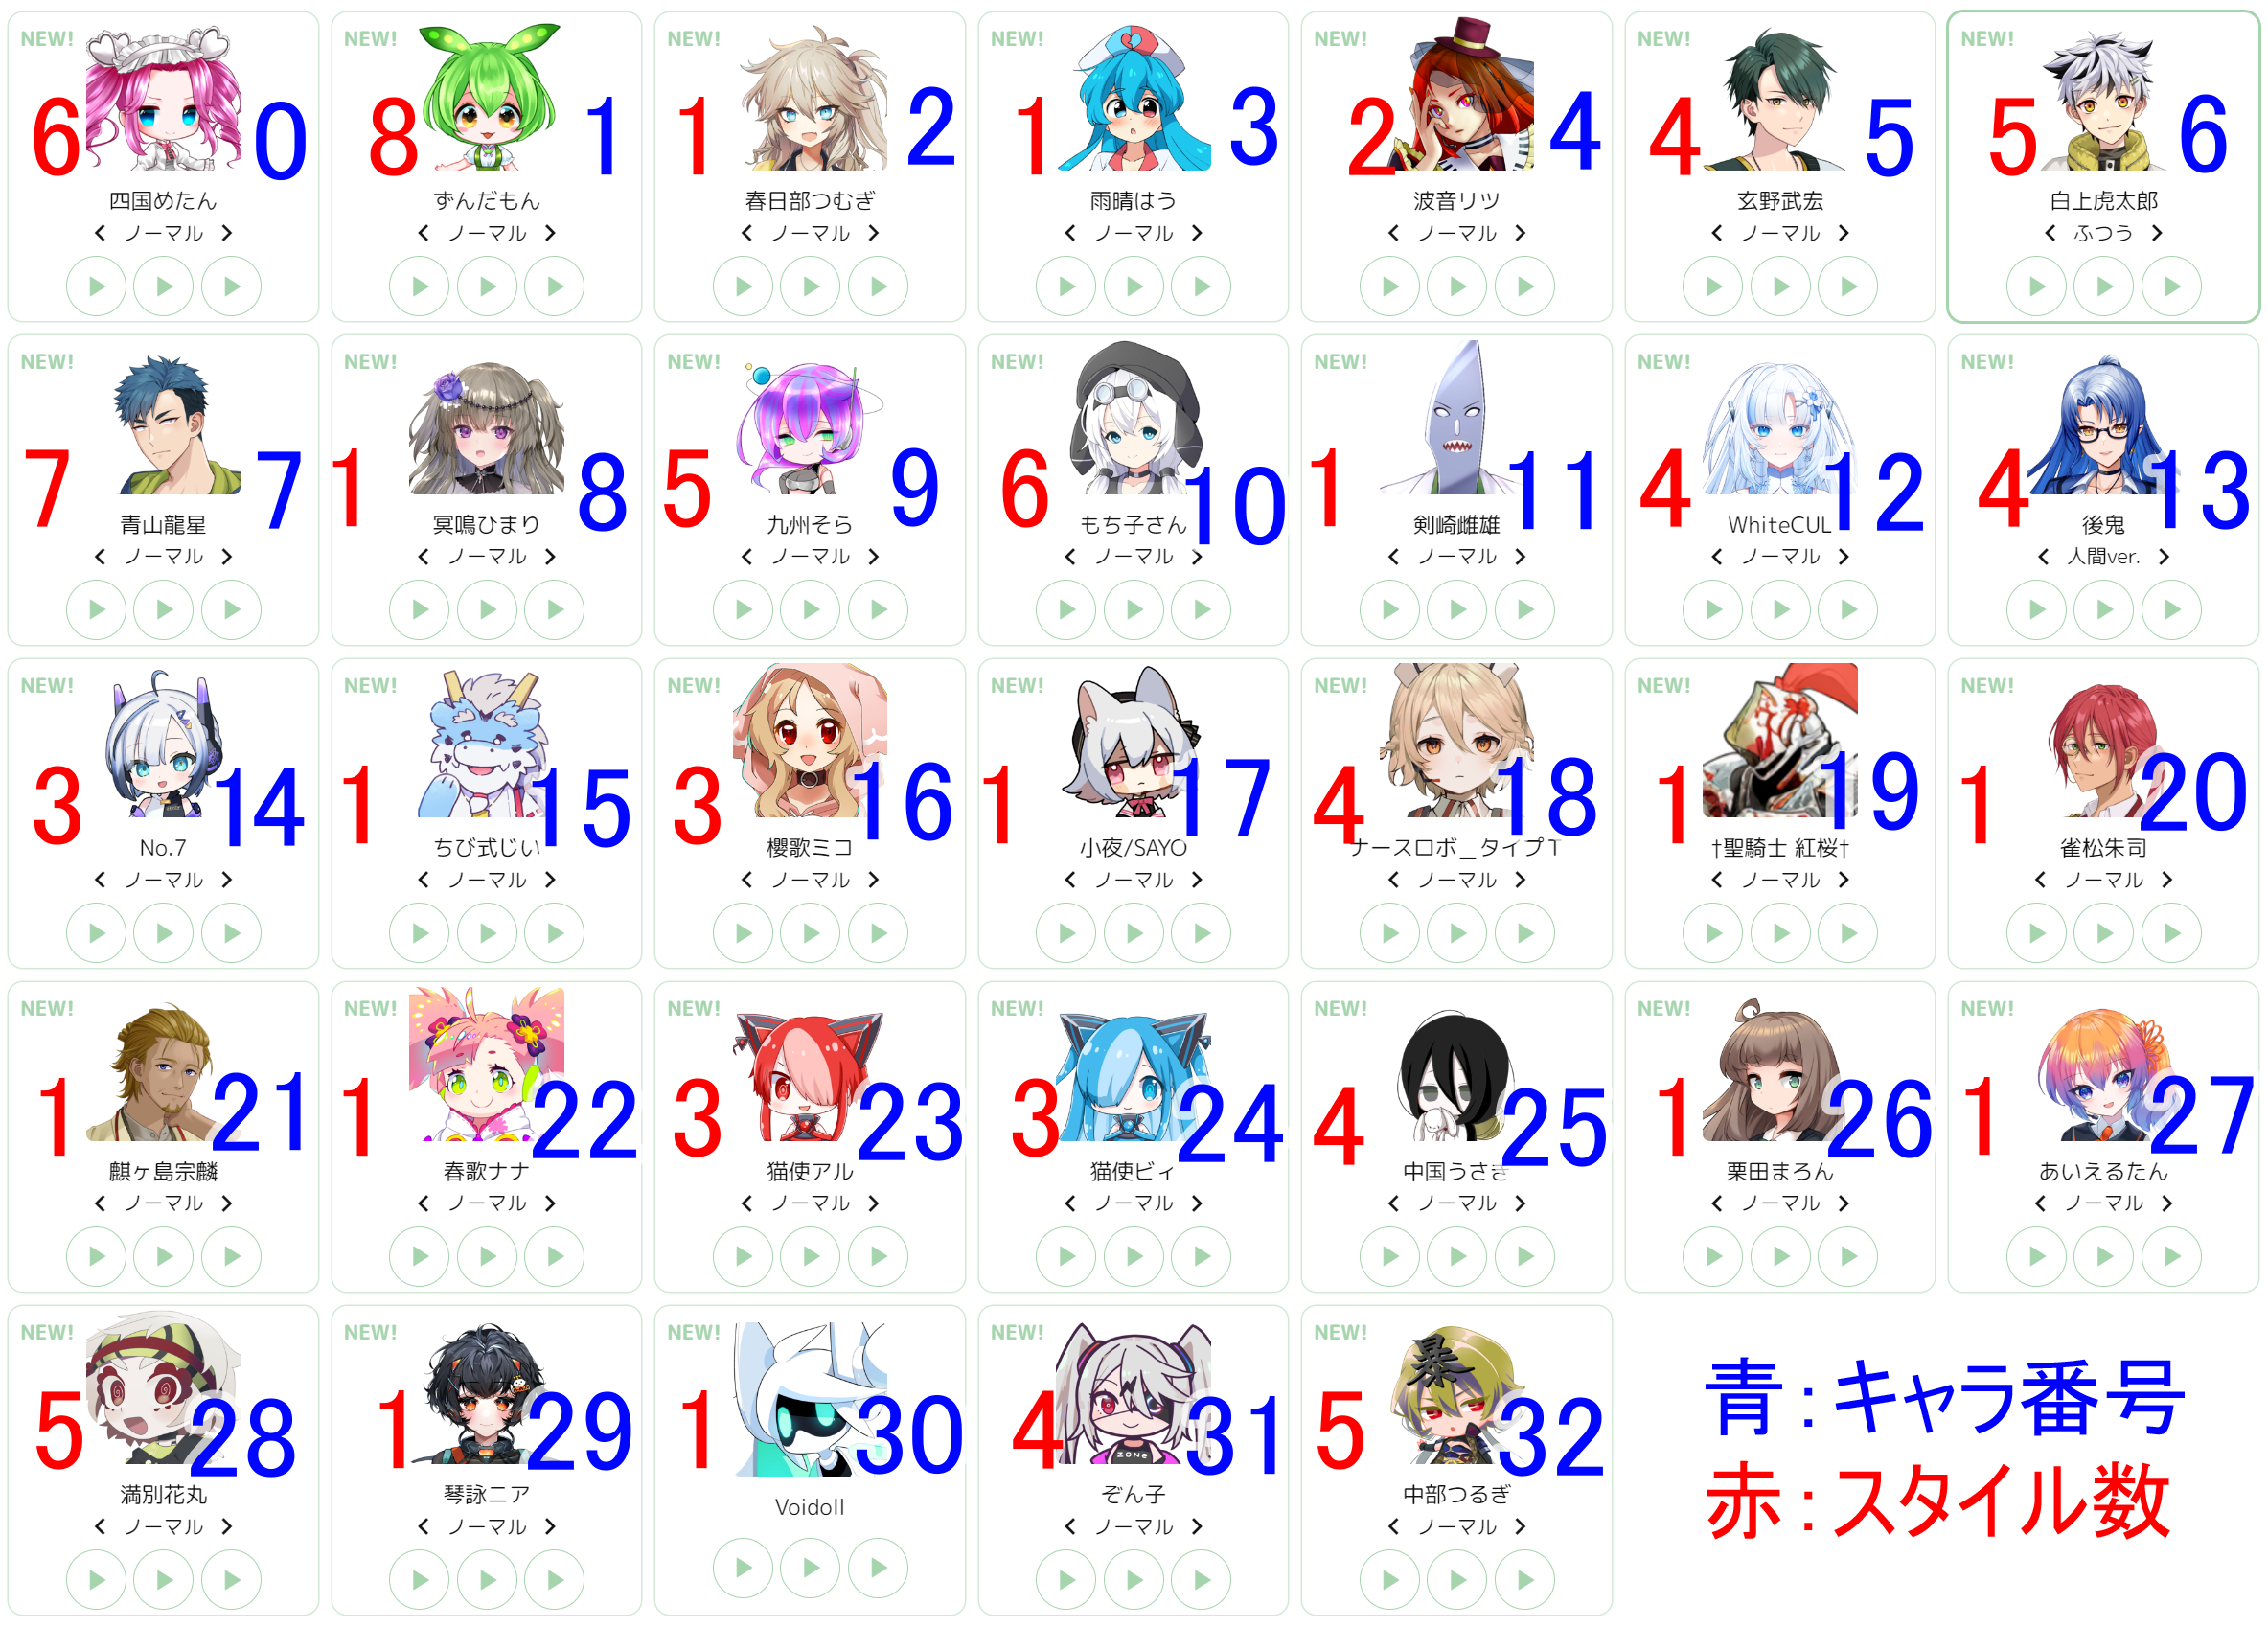 NEW! NEW! NEW! NEW! NEW! NEW! NEW!
6 0 8 1 1 2 1 3 2 4 4 5 5 6
四国めたん ずんだもん 春日部つむぎ 雨晴はう 波音リツ 玄野武宏 白上虎太郎
ノーマル ノーマル ノーマル ノーマル ノーマル ノーマル ふつう
NEW! NEW! NEW! NEW! NEW! NEW! NEW!
7 7 1 8 5 9 6 10 1 11 4 12 4 13
青山龍星 冥鳴ひまり 九州そら もち子さん 剣崎雌雄 WhiteCUL 後鬼
ノーマル ノーマル ノーマル ノーマル ノーマル ノーマル 人間ver.
NEW! NEW! NEW! NEW! NEW! NEW! NEW!
3 14 1 15 3 16 1 17 4 18 1 19 1 20
No.7 ちび式じい 櫻歌ミコ 小夜/SAYO ナースロボ＿タイプT †聖騎士 紅桜† 雀松朱司
ノーマル ノーマル ノーマル ノーマル ノーマル ノーマル ノーマル
NEW! NEW! NEW! NEW! NEW! NEW! NEW!
1 21 1 22 3 23 3 24 4 25 1 26 1 27
麒ヶ島宗麟 春歌ナナ 猫使アル 猫使ビィ 中国うさぎ 栗田まろん あいえるたん
ノーマル ノーマル ノーマル ノーマル ノーマル ノーマル ノーマル
NEW! NEW! NEW! NEW! NEW!
暴
ZONe
5 28 1 29 1 30 4 31 5 32
満別花丸 琴詠ニア Voidoll ぞん子 中部つるぎ
ノーマル ノーマル ノーマル ノーマル
青：キャラ番号
赤：スタイル数